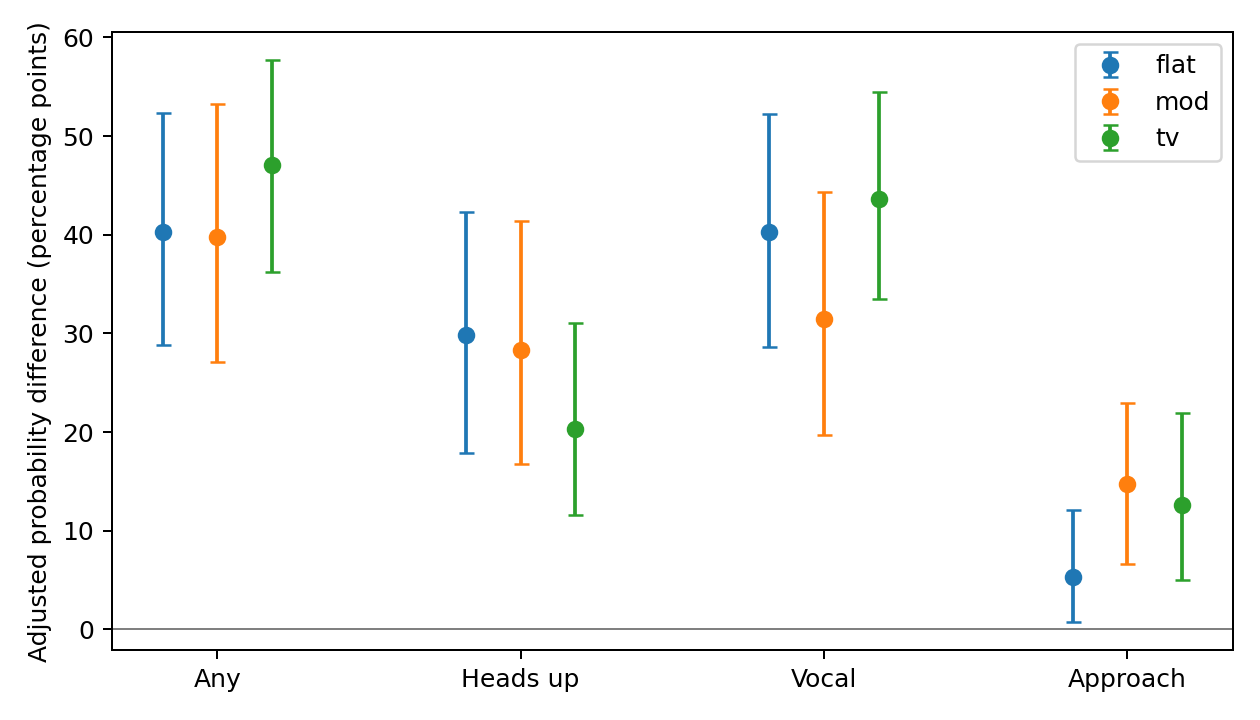 Adjusted probability difference (percentage points)
60
50
40
30
20
10
0
flat
mod
tv
Any
Heads up
Vocal
Approach